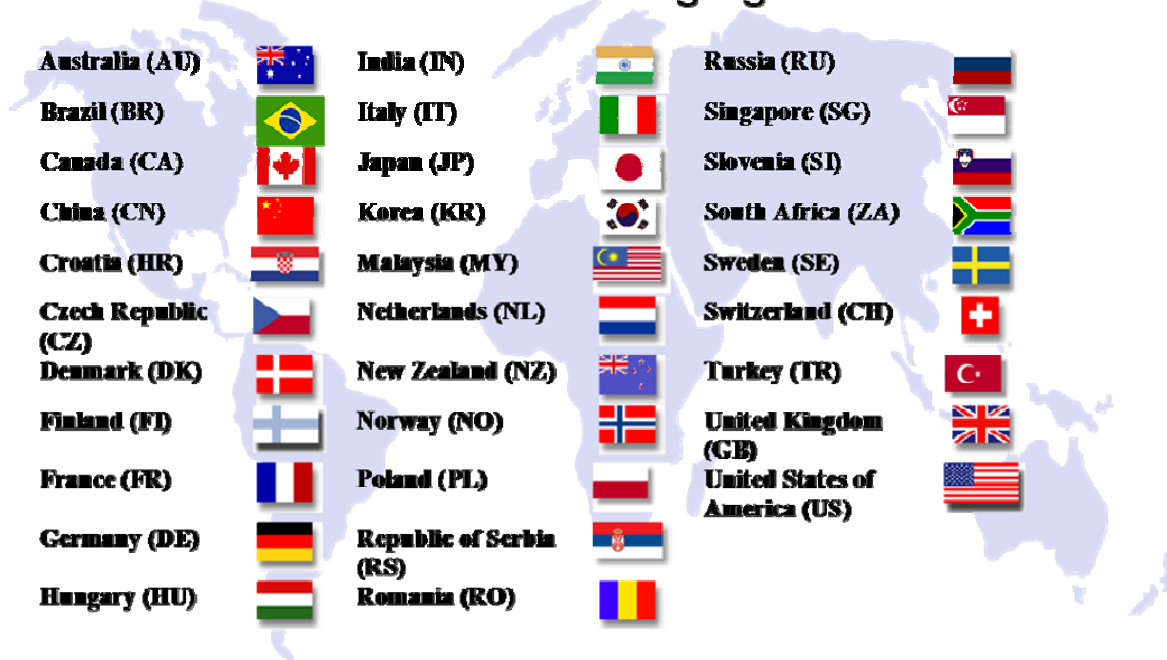 Australia (AU)
Brazil (BR)
Canada (CA)
China (CN)
Croatia (HR)
Czech Republic
(CZ)
Denmark (DK)
Finland (FI)
France (FR)
Germany (DE)
Hungary (HU)
India (IN)
Italy (IT)
Japan (JP)
Korea (KR)
Malaysia (MY)
Netherlands (NL)
New Zealand (NZ)
Norway (NO)
Poland (PL)
Republic of Serbia
(RS)
Romania (RO)
Russia (RU)
Singapore (SG)
Slovenia (SI)
South Africa (ZA)
Sweden (SE)
Switzerland (CH)
Turkey (TR)
United Kingdom
(GB)
United States of
America (US)